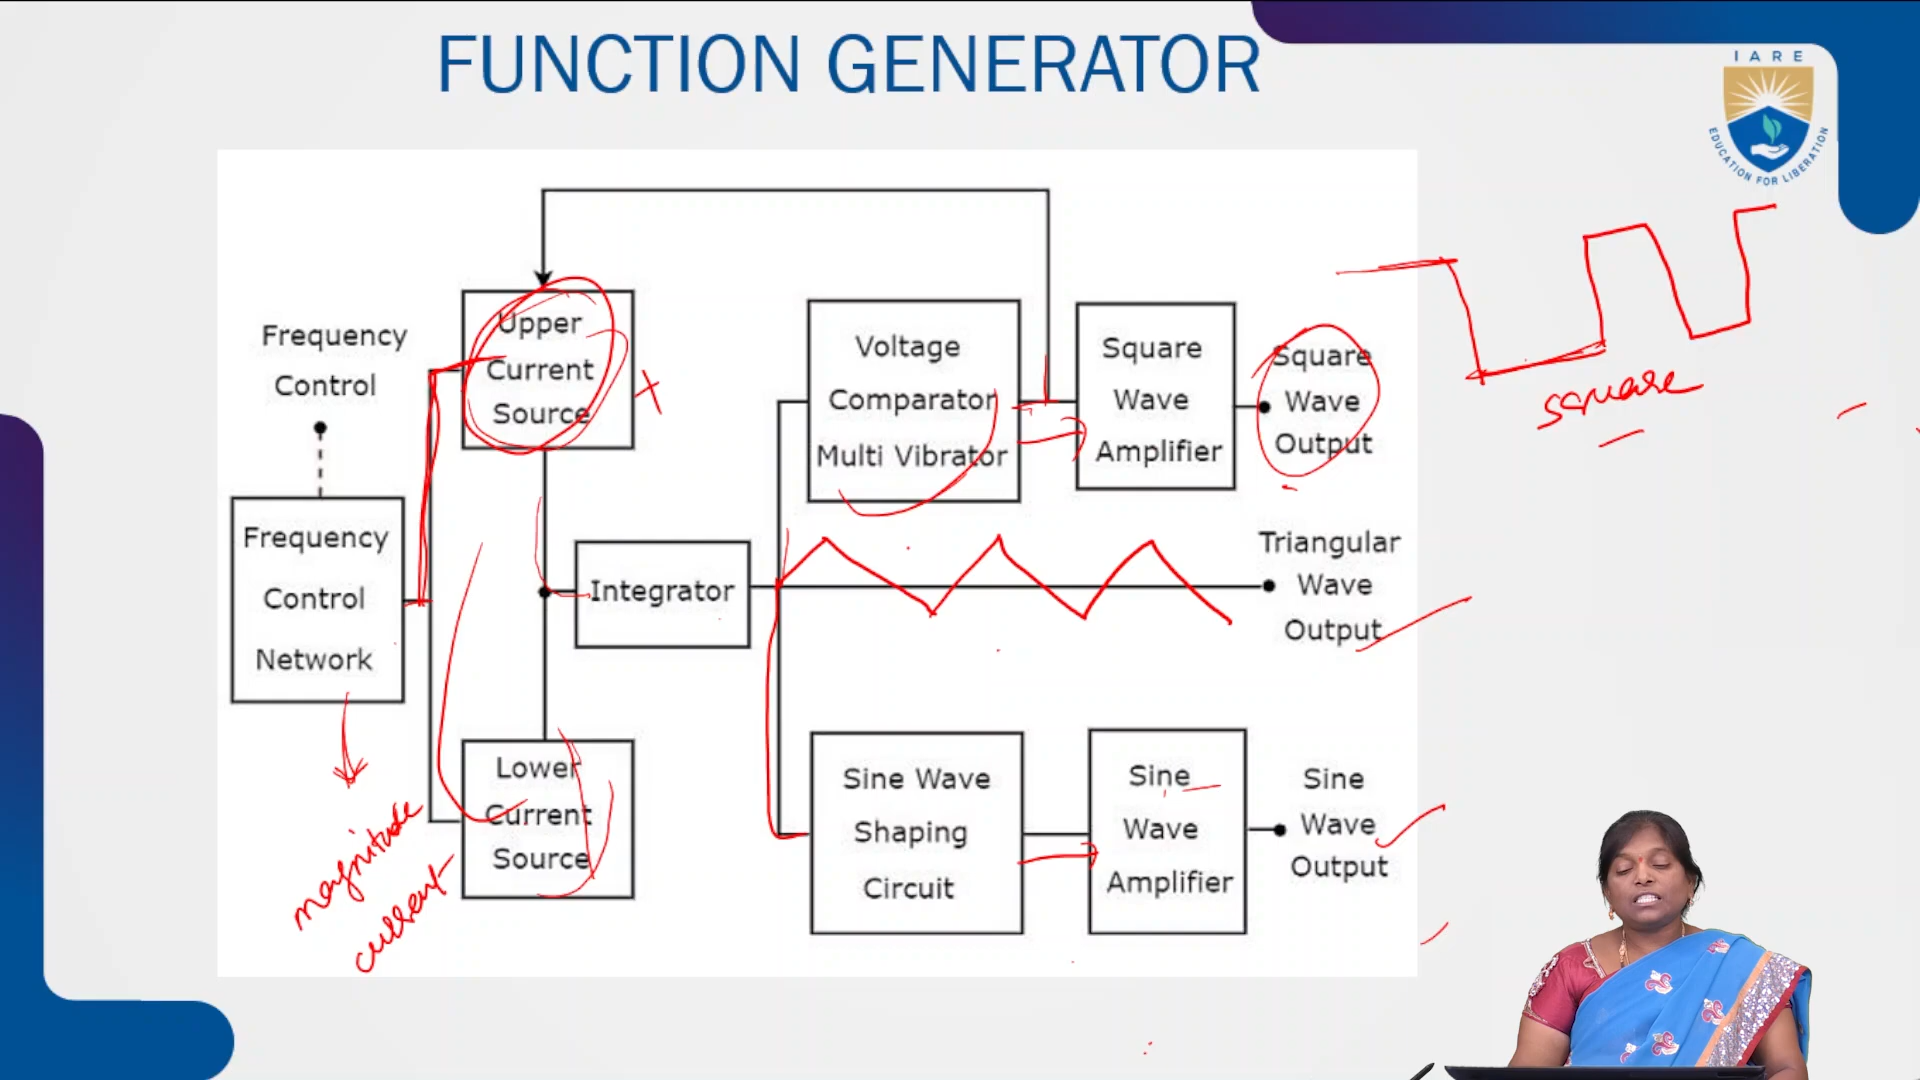 FUNCTION GENERATOR
IARE
EDUCATION FOR LIBERATION
Frequency
Control
Upper
Current
Source
Voltage
Comparator
Multi Vibrator
Square
Wave
Amplifier
Square
Wave
Output
square
Frequency
Control
Network
Integrator
Triangular
Wave
Output
Lower
Current
Source
Sine Wave
Shaping
Circuit
Sine
Wave
Amplifier
Sine
Wave
Output
magnitude
current